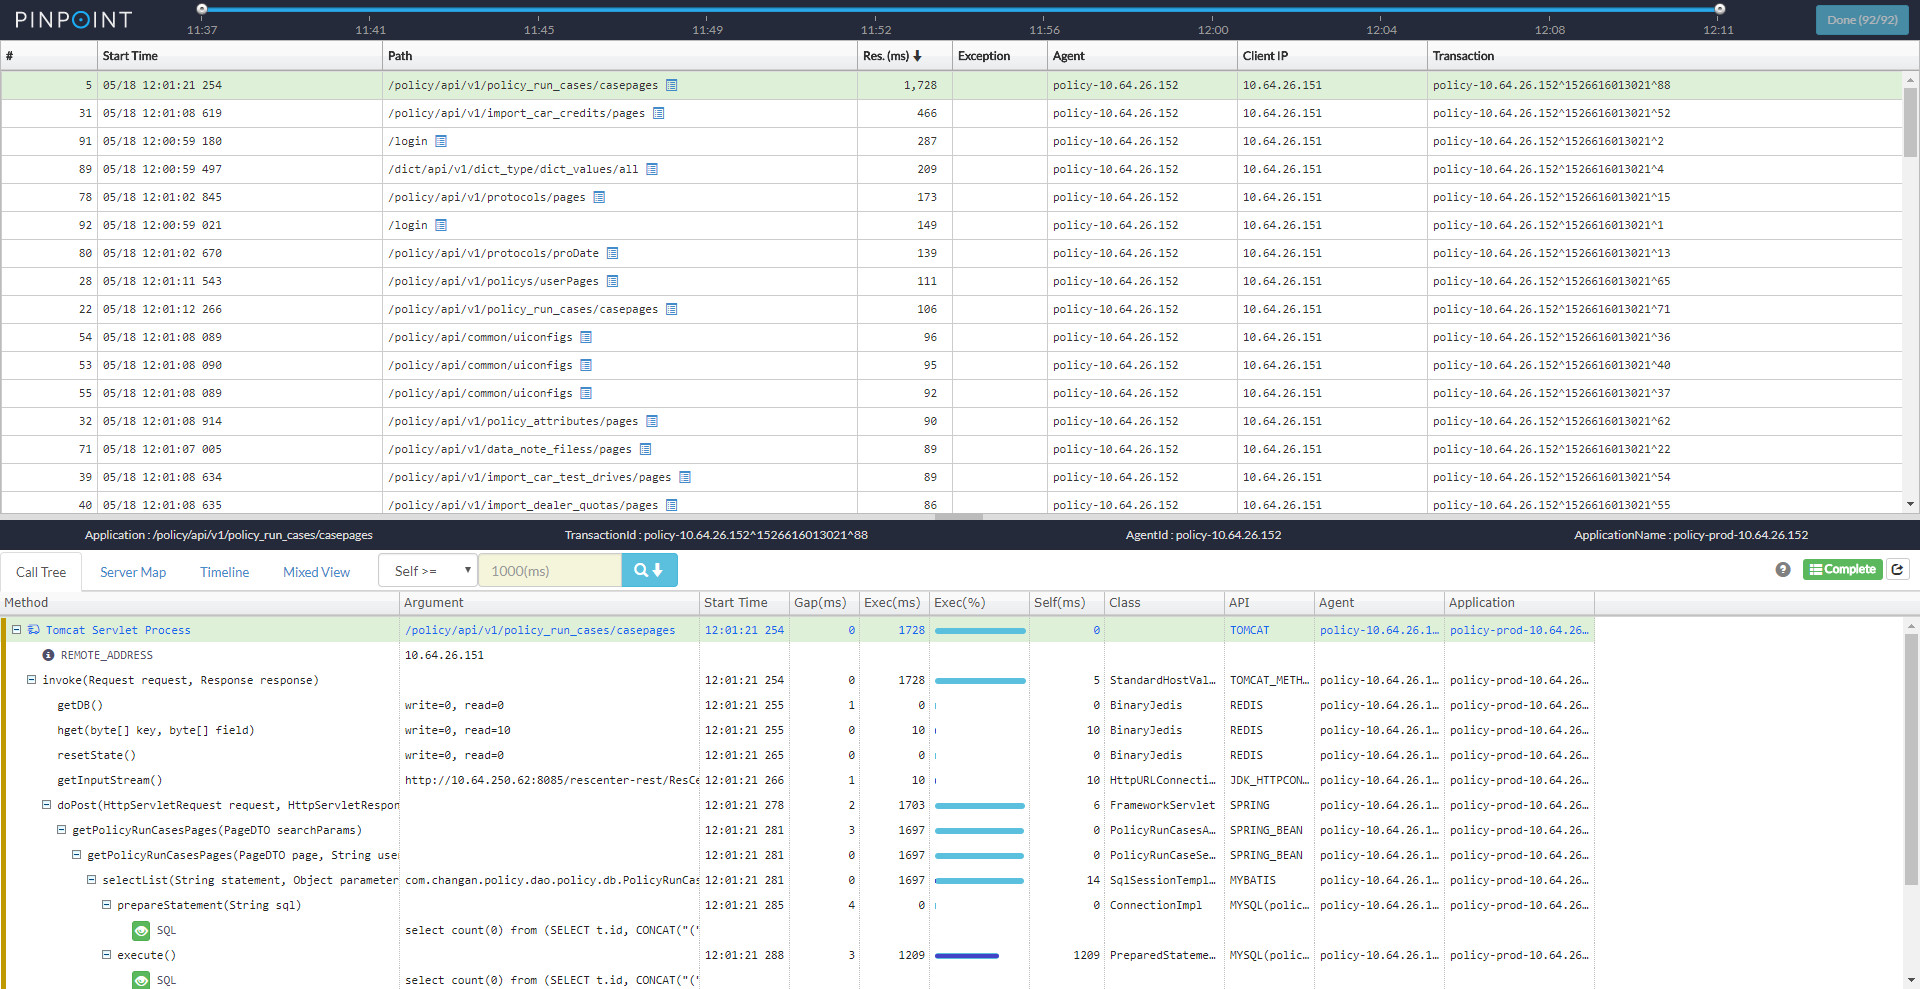 PINPOINT
11:37 11:41 11:45 11:49 11:52 11:56 12:00 12:04 12:08 12:11
Done (92/92)
# Start Time Path Res. (ms) Exception Agent Client IP Transaction
5 05/18 12:01:21 254 /policy/api/v1/policy_run_cases/casepages 1,728 policy-10.64.26.152 10.64.26.151 policy-10.64.26.152^1526616013021^88
31 05/18 12:01:08 619 /policy/api/v1/import_car_credits/pages 466 policy-10.64.26.152 10.64.26.151 policy-10.64.26.152^1526616013021^52
91 05/18 12:00:59 180 /login 287 policy-10.64.26.152 10.64.26.151 policy-10.64.26.152^1526616013021^2
89 05/18 12:00:59 497 /dict/api/v1/dict_type/dict_values/all 209 policy-10.64.26.152 10.64.26.151 policy-10.64.26.152^1526616013021^4
78 05/18 12:01:02 845 /policy/api/v1/protocols/pages 173 policy-10.64.26.152 10.64.26.151 policy-10.64.26.152^1526616013021^15
92 05/18 12:00:59 021 /login 149 policy-10.64.26.152 10.64.26.151 policy-10.64.26.152^1526616013021^1
80 05/18 12:01:02 670 /policy/api/v1/protocols/proDate 139 policy-10.64.26.152 10.64.26.151 policy-10.64.26.152^1526616013021^13
28 05/18 12:01:11 543 /policy/api/v1/policys/userPages 111 policy-10.64.26.152 10.64.26.151 policy-10.64.26.152^1526616013021^65
22 05/18 12:01:12 266 /policy/api/v1/policy_run_cases/casepages 106 policy-10.64.26.152 10.64.26.151 policy-10.64.26.152^1526616013021^71
54 05/18 12:01:08 089 /policy/api/common/uiconfigs 96 policy-10.64.26.152 10.64.26.151 policy-10.64.26.152^1526616013021^36
53 05/18 12:01:08 090 /policy/api/common/uiconfigs 95 policy-10.64.26.152 10.64.26.151 policy-10.64.26.152^1526616013021^40
55 05/18 12:01:08 089 /policy/api/common/uiconfigs 92 policy-10.64.26.152 10.64.26.151 policy-10.64.26.152^1526616013021^37
32 05/18 12:01:08 914 /policy/api/v1/policy_attributes/pages 90 policy-10.64.26.152 10.64.26.151 policy-10.64.26.152^1526616013021^62
71 05/18 12:01:07 005 /policy/api/v1/data_note_filess/pages 89 policy-10.64.26.152 10.64.26.151 policy-10.64.26.152^1526616013021^22
39 05/18 12:01:08 634 /policy/api/v1/import_car_test_drives/pages 89 policy-10.64.26.152 10.64.26.151 policy-10.64.26.152^1526616013021^54
40 05/18 12:01:08 635 /policy/api/v1/import_dealer_quotas/pages 86 policy-10.64.26.152 10.64.26.151 policy-10.64.26.152^1526616013021^55
Application : /policy/api/v1/policy_run_cases/casepages TransactionId : policy-10.64.26.152^1526616013021^88 AgentId : policy-10.64.26.152 ApplicationName : policy-prod-10.64.26.152
Call Tree Server Map Timeline Mixed View Self >= 1000(ms) Complete
Method Argument Start Time Gap(ms) Exec(ms) Exec(%) Self(ms) Class API Agent Application
Tomcat Servlet Process /policy/api/v1/policy_run_cases/casepages 12:01:21 254 0 1728 0 TOMCAT policy-10.64.26.1... policy-prod-10.64.26...
REMOTE_ADDRESS 10.64.26.151
invoke(Request request, Response response) 12:01:21 254 0 1728 5 StandardHostVal... TOMCAT_METH... policy-10.64.26.1... policy-prod-10.64.26...
getDB() write=0, read=0 12:01:21 255 1 0 0 BinaryJedis REDIS policy-10.64.26.1... policy-prod-10.64.26...
hget(byte[] key, byte[] field) write=0, read=10 12:01:21 255 0 10 10 BinaryJedis REDIS policy-10.64.26.1... policy-prod-10.64.26...
resetState() write=0, read=0 12:01:21 265 0 0 0 BinaryJedis REDIS policy-10.64.26.1... policy-prod-10.64.26...
getInputStream() http://10.64.250.62:8085/rescenter-rest/ResCe 12:01:21 266 1 10 10 HttpURLConnecti... JDK_HTTPCON... policy-10.64.26.1... policy-prod-10.64.26...
doPost(HttpServletRequest request, HttpServletRespon 12:01:21 278 2 1703 6 FrameworkServlet SPRING policy-10.64.26.1... policy-prod-10.64.26...
getPolicyRunCasesPages(PageDTO searchParams) 12:01:21 281 3 1697 0 PolicyRunCasesA... SPRING_BEAN policy-10.64.26.1... policy-prod-10.64.26...
getPolicyRunCasesPages(PageDTO page, String user 12:01:21 281 0 1697 0 PolicyRunCaseSe... SPRING_BEAN policy-10.64.26.1... policy-prod-10.64.26...
selectList(String statement, Object parameter com.changan.policy.dao.policy.db.PolicyRunCas 12:01:21 281 0 1697 14 SqlSessionTempl... MYBATIS policy-10.64.26.1... policy-prod-10.64.26...
prepareStatement(String sql) 12:01:21 285 4 0 0 ConnectionImpl MYSQL(polic... policy-10.64.26.1... policy-prod-10.64.26...
SQL select count(0) from (SELECT t.id, CONCAT("("
execute() 12:01:21 288 3 1209 1209 PreparedStateme... MYSQL(polic... policy-10.64.26.1... policy-prod-10.64.26...
SQL select count(0) from (SELECT t.id, CONCAT("("